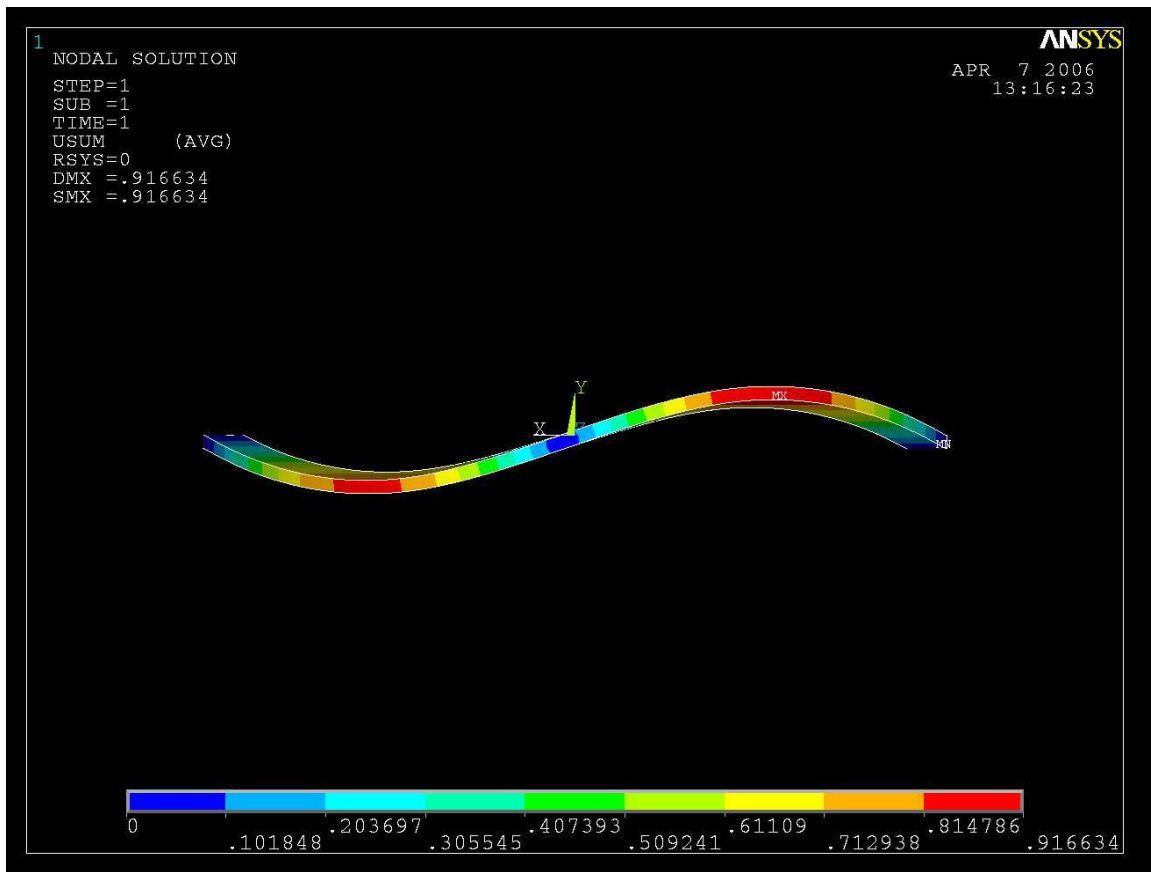 1
ANSYS
NODAL SOLUTION
APR 7 2006
13:16:23
STEP=1
SUB =1
TIME=1
USUM (AVG)
RSYS=0
DMX =.916634
SMX =.916634
Y
MX
X
MN
0
.101848
.203697
.305545
.407393
.509241
.61109
.712938
.814786
.916634